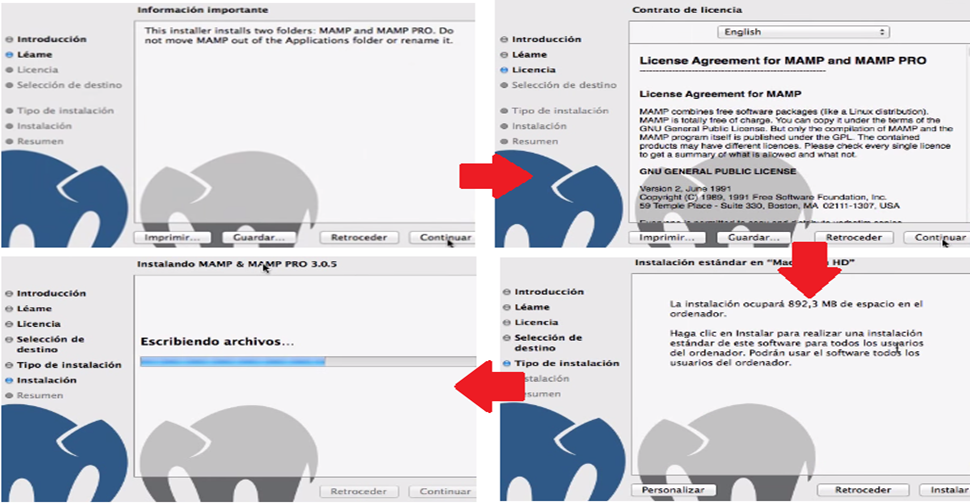 Información importante
This installer installs two folders: MAMP and MAMP PRO. Do
not move MAMP out of the Applications folder or rename it.
Introducción
Léame
Licencia
Selección de destino
Tipo de instalación
Instalación
Resumen
Imprimir...
Guardar...
Retroceder
Continuar
Contrato de licencia
English
Introducción
Léame
Licencia
Selección de destino
Tipo de instalación
Instalación
Resumen
License Agreement for MAMP and MAMP PRO
----------------------------------------
License Agreement for MAMP
MAMP combines free software packages (like a Linux distribution).
MAMP is totally free of charge. You can copy it under the terms of the
GNU General Public License. But only the compilation of MAMP and the
MAMP program itself is published under the GPL. The contained
products may have different licences. Please check every single licence
to get a summary of what is allowed and what not.
GNU GENERAL PUBLIC LICENSE
Version 2, June 1991
Copyright (C) 1989, 1991 Free Software Foundation, Inc.
59 Temple Place - Suite 330, Boston, MA 02111-1307, USA
Everyone is permitted to copy and distribute verbatim copies
Imprimir...
Guardar...
Retroceder
Continuar
Instalación estándar en "Mac HD"
Introducción
Léame
Licencia
Selección de
destino
Tipo de instalación
stalación
esumen
La instalación ocupará 892,3 MB de espacio en el
ordenador.
Haga clic en Instalar para realizar una instalación
estándar de este software para todos los usuarios
del ordenador. Podrán usar el software todos los
usuarios del ordenador.
Personalizar
Retroceder
Instalar
Instalando MAMP & MAMP PRO 3.0.5
Introducción
Léame
Licencia
Selección de
destino
Tipo de instalación
Instalación
Resumen
Escribiendo archivos...
Retroceder
Continuar